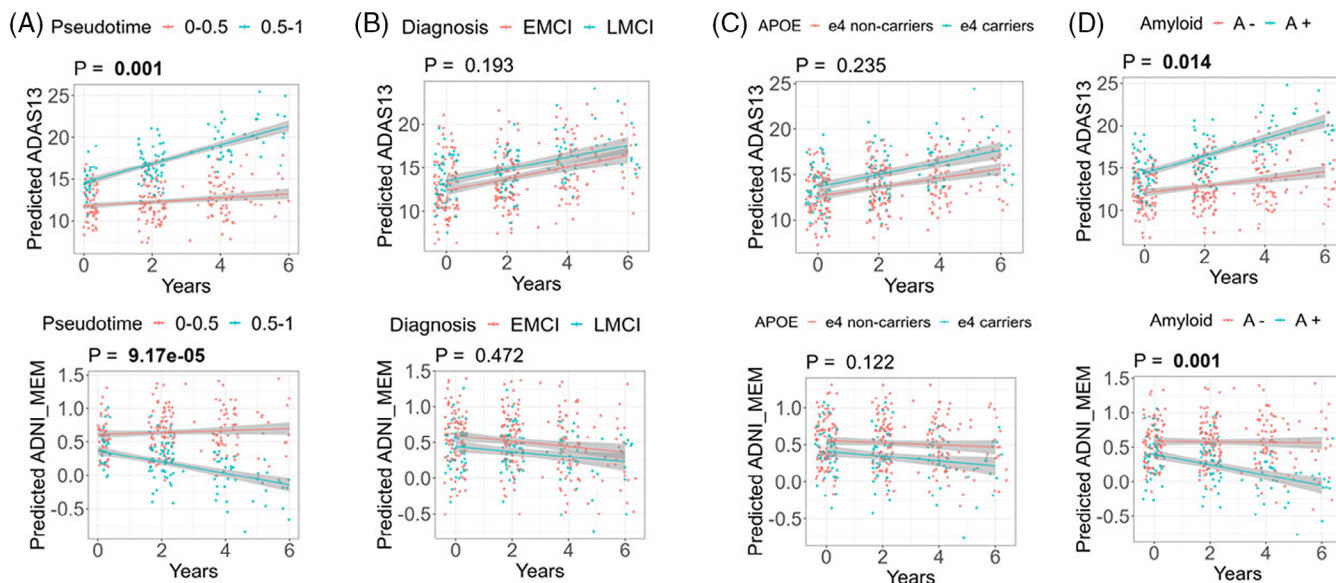 (A) Pseudotime 0-0.5 0.5-1
P = 0.001
Predicted ADAS13
25
20
15
10
0 2 4 6
Years
Pseudotime 0-0.5 0.5-1
P = 9.17e-05
Predicted ADNI_MEM
1.5
1.0
0.5
0.0
-0.5
0 2 4 6
Years
(B) Diagnosis EMCI LMCI
P = 0.193
Predicted ADAS13
20
15
10
0 2 4 6
Years
Diagnosis EMCI LMCI
P = 0.472
Predicted ADNI_MEM
1.5
1.0
0.5
0.0
-0.5
0 2 4 6
Years
(C) APOE e4 non-carriers e4 carriers
P = 0.235
Predicted ADAS13
25
20
15
10
0 2 4 6
Years
APOE e4 non-carriers e4 carriers
P = 0.122
Predicted ADNI_MEM
1.0
0.5
0.0
-0.5
0 2 4 6
Years
(D) Amyloid A - A +
P = 0.014
Predicted ADAS13
25
20
15
10
0 2 4 6
Years
Amyloid A - A +
P = 0.001
Predicted ADNI_MEM
1.5
1.0
0.5
0.0
-0.5
0 2 4 6
Years